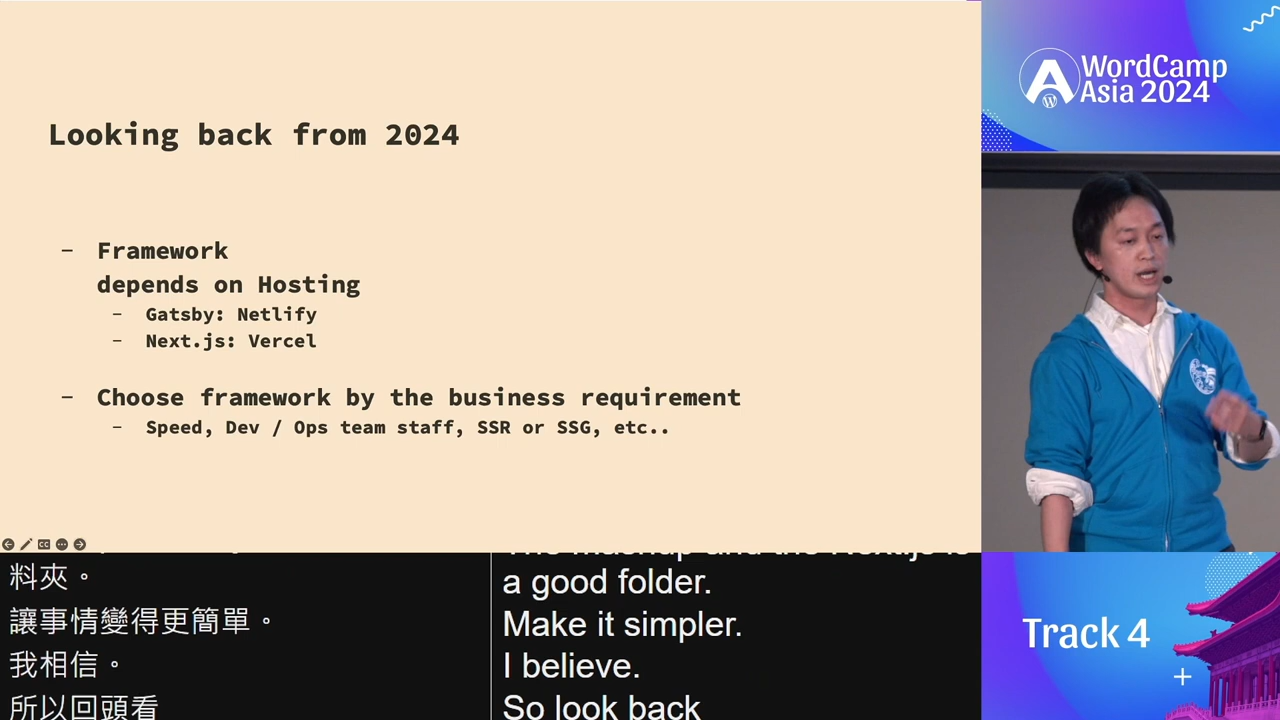 Looking back from 2024
- Framework
depends on Hosting
- Gatsby: Netlify
- Next.js: Vercel
- Choose framework by the business requirement
- Speed, Dev / Ops team staff, SSR or SSG, etc..
WordCamp
Asia 2024
料夾。
讓事情變得更簡單。
我相信。
所以回頭看
a good folder.
Make it simpler.
I believe.
So look back
Track 4